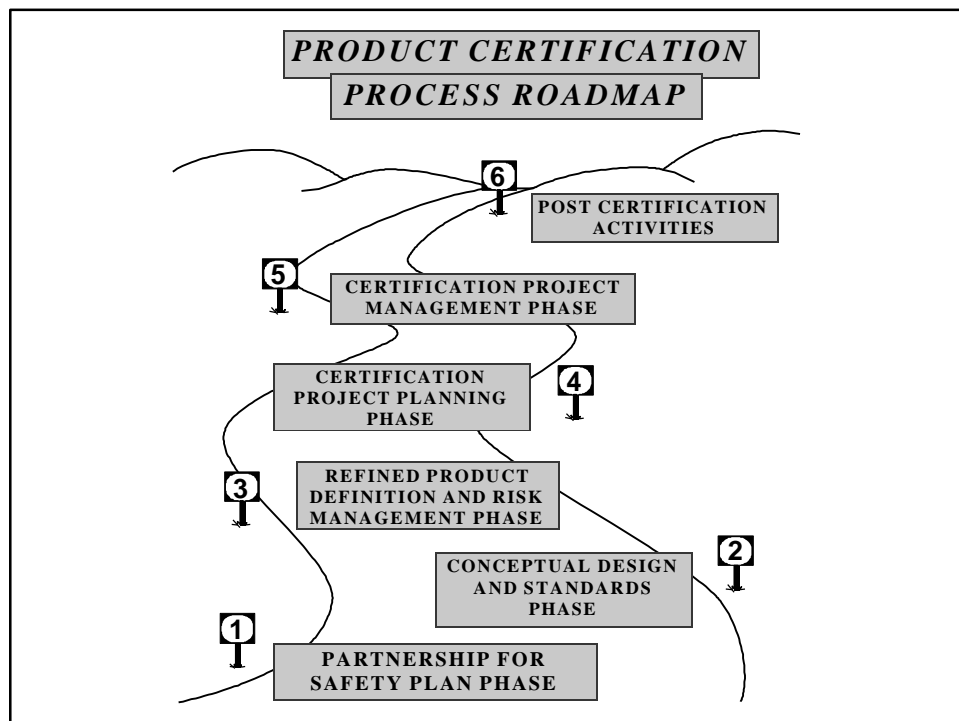 PRODUCT CERTIFICATION
PROCESS ROADMAP
6
POST CERTIFICATION
ACTIVITIES
5
CERTIFICATION PROJECT
MANAGEMENT PHASE
4
CERTIFICATION
PROJECT PLANNING
PHASE
3
REFINED PRODUCT
DEFINITION AND RISK
MANAGEMENT PHASE
2
CONCEPTUAL DESIGN
AND STANDARDS
PHASE
1
PARTNERSHIP FOR
SAFETY PLAN PHASE